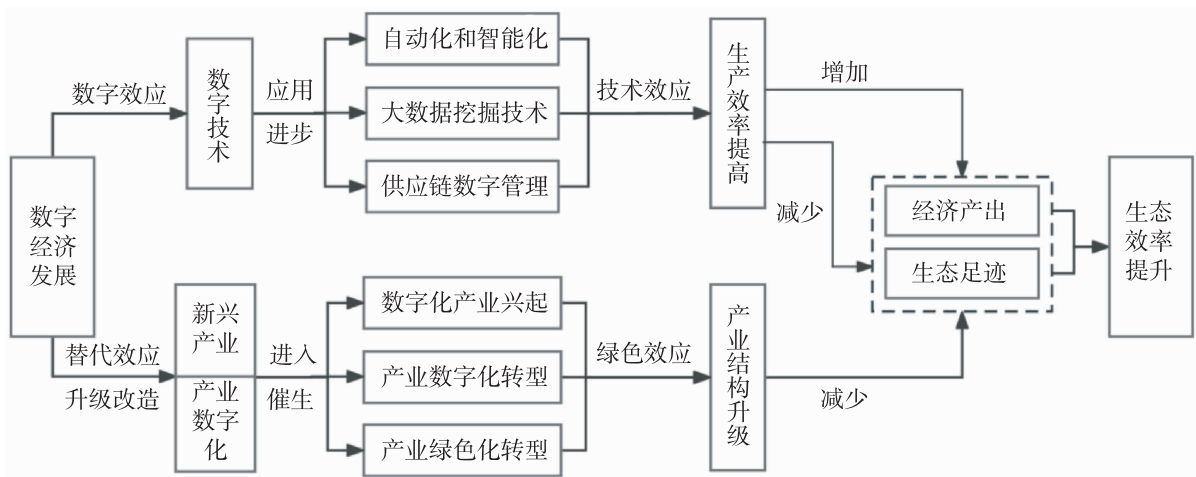 数字
经济
发展
数字效应
数
字
技
术
应用
进步
自动化和智能化
大数据挖掘技术
供应链数字管理
技术效应
生
产
效
率
提
高
增加
减少
替代效应
升级改造
新兴
产业
产业
数字
化
进入
催生
数字化产业兴起
产业数字化转型
产业绿色化转型
绿色效应
产
业
结
构
升
级
减少
经济产出
生态足迹
生态
效率
提升